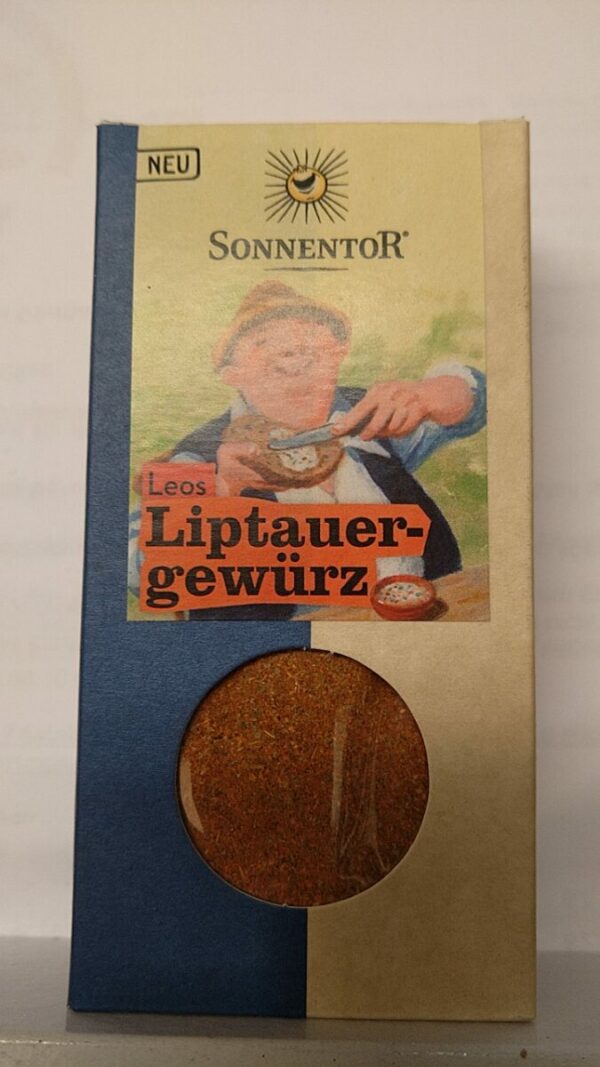 NEU
SONNENTOR®
Leos
Liptauer-
gewürz